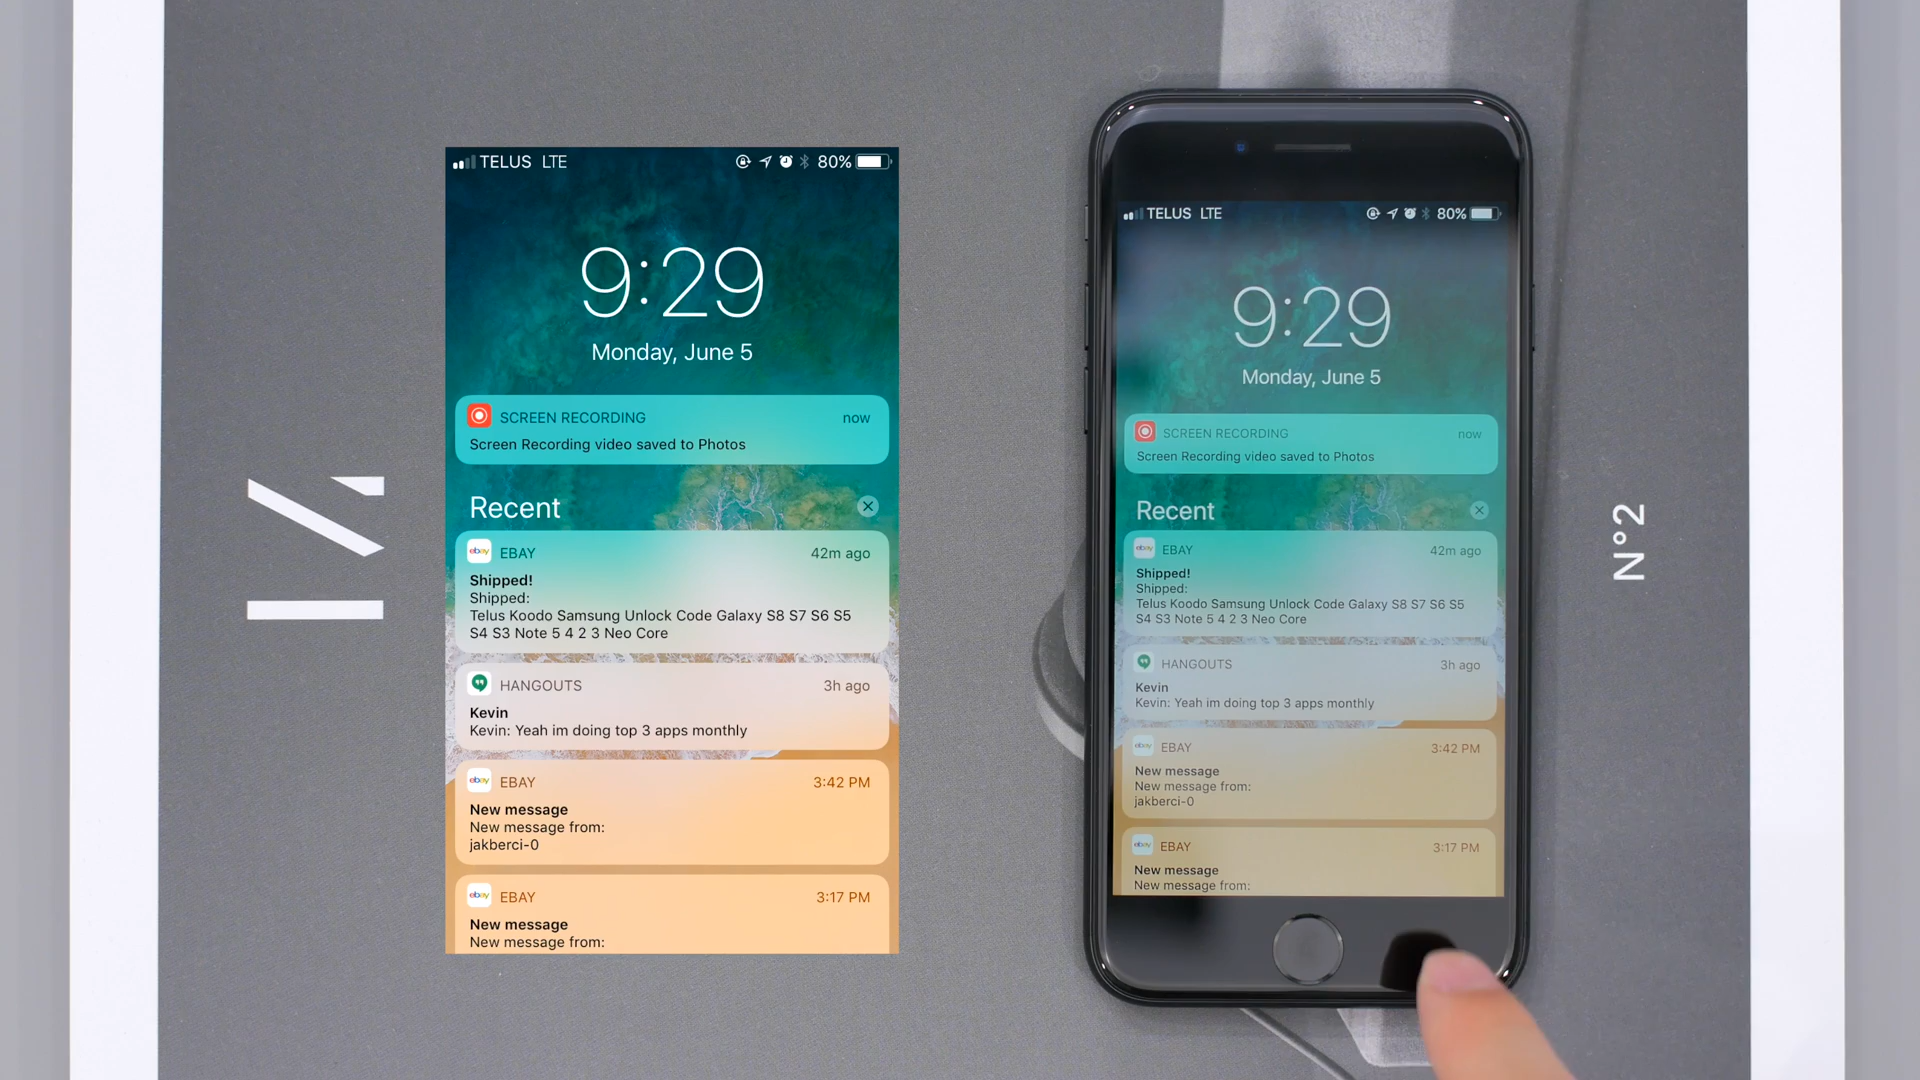 TELUS LTE 80%
9:29
Monday, June 5
SCREEN RECORDING now
Screen Recording video saved to Photos
Recent
ebay EBAY 42m ago
Shipped!
Shipped:
Telus Koodo Samsung Unlock Code Galaxy S8 S7 S6 S5
S4 S3 Note 5 4 2 3 Neo Core
HANGOUTS 3h ago
Kevin
Kevin: Yeah im doing top 3 apps monthly
ebay EBAY 3:42 PM
New message
New message from:
jakberci-0
ebay EBAY 3:17 PM
New message
New message from:
TELUS LTE 80%
9:29
Monday, June 5
SCREEN RECORDING now
Screen Recording video saved to Photos
Recent
ebay EBAY 42m ago
Shipped!
Shipped:
Telus Koodo Samsung Unlock Code Galaxy S8 S7 S6 S5
S4 S3 Note 5 4 2 3 Neo Core
HANGOUTS 3h ago
Kevin
Kevin: Yeah im doing top 3 apps monthly
ebay EBAY 3:42 PM
New message
New message from:
jakberci-0
ebay EBAY 3:17 PM
New message
New message from:
N°2